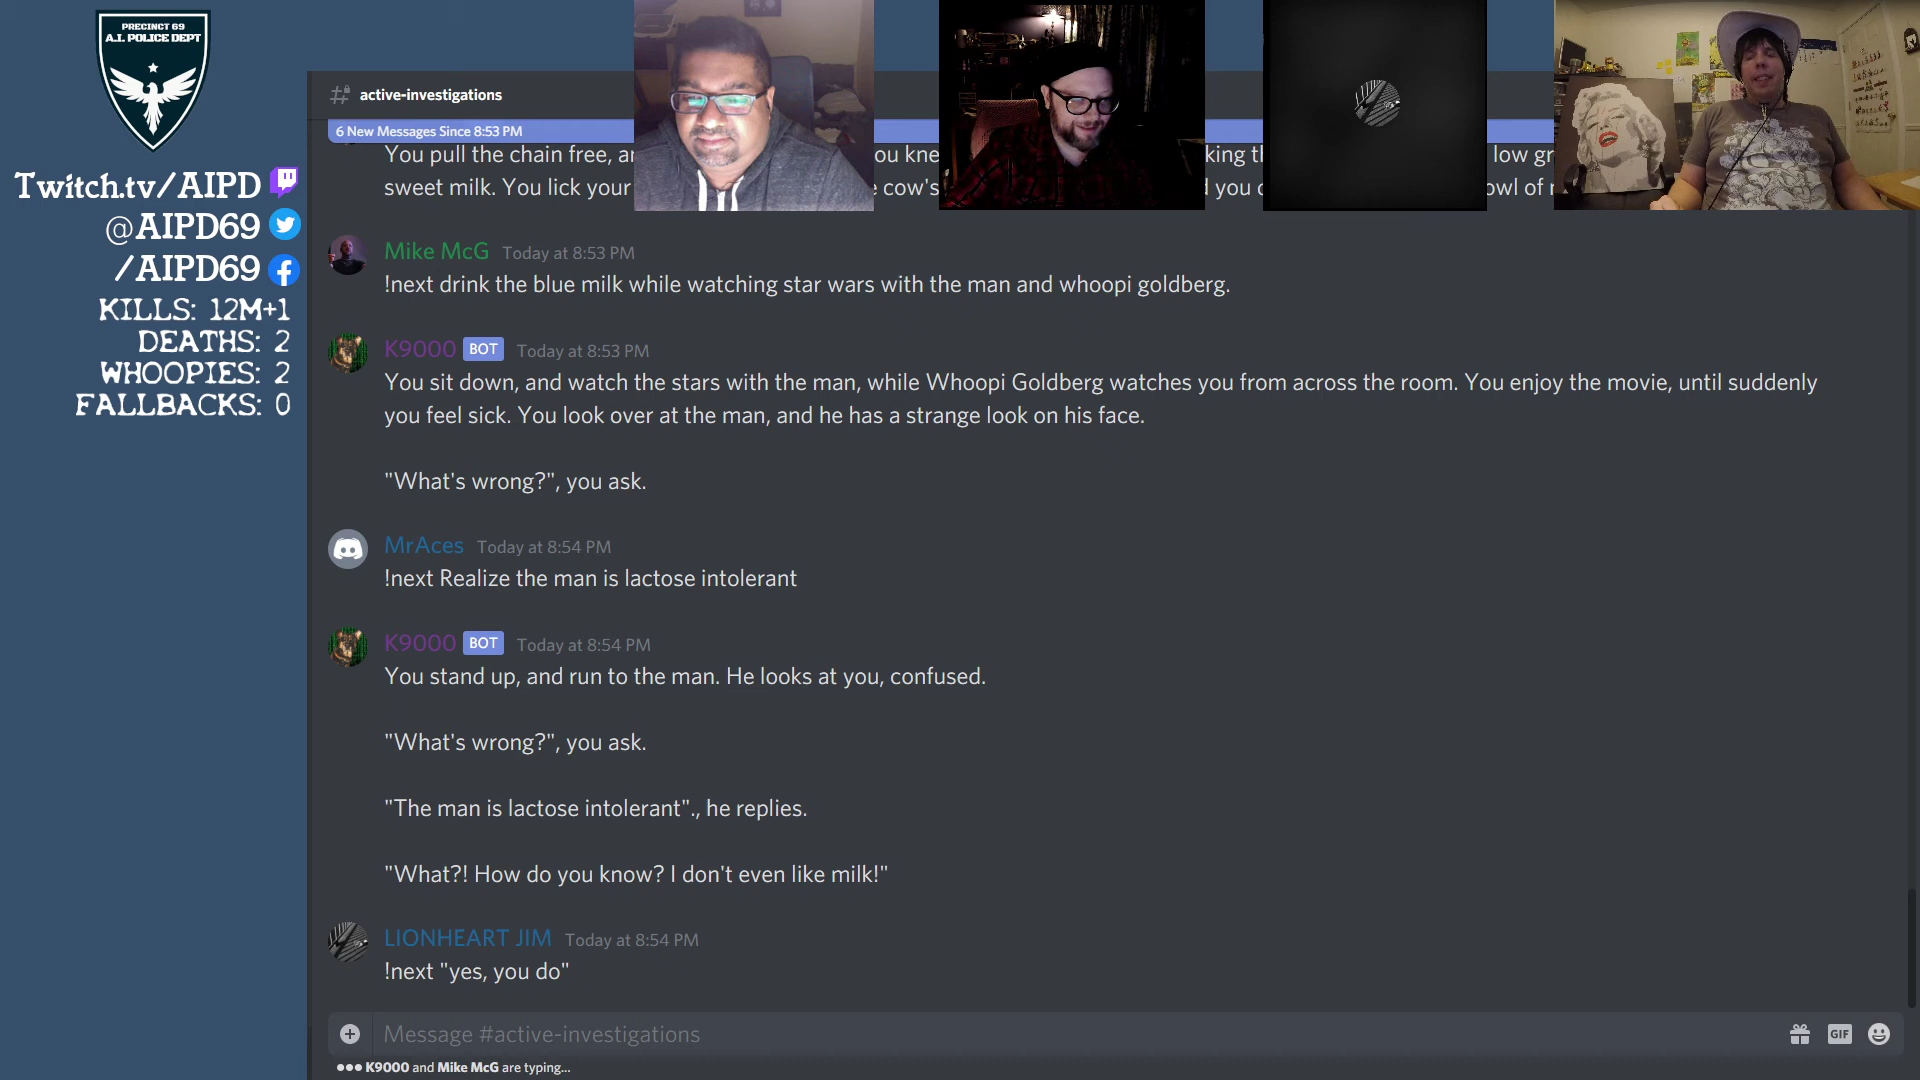 PRECINCT 69
A.I. POLICE DEPT
Twitch.tv/AIPD
@AIPD69
/AIPD69
KILLS: 12M+1
DEATHS: 2
WHOOPIES: 2
FALLBACKS: 0
active-investigations
6 New Messages Since 8:53 PM
You pull the chain free, ou kne king th low gr
sweet milk. You lick your cow's you owl of
Mike McG Today at 8:53 PM
!next drink the blue milk while watching star wars with the man and whoopi goldberg.
K9000 BOT Today at 8:53 PM
You sit down, and watch the stars with the man, while Whoopi Goldberg watches you from across the room. You enjoy the movie, until suddenly
you feel sick. You look over at the man, and he has a strange look on his face.
"What's wrong?", you ask.
MrAces Today at 8:54 PM
!next Realize the man is lactose intolerant
K9000 BOT Today at 8:54 PM
You stand up, and run to the man. He looks at you, confused.
"What's wrong?", you ask.
"The man is lactose intolerant"., he replies.
"What?! How do you know? I don't even like milk!"
LIONHEART JIM Today at 8:54 PM
!next "yes, you do"
Message #active-investigations
GIF
K9000 and Mike McG are typing...